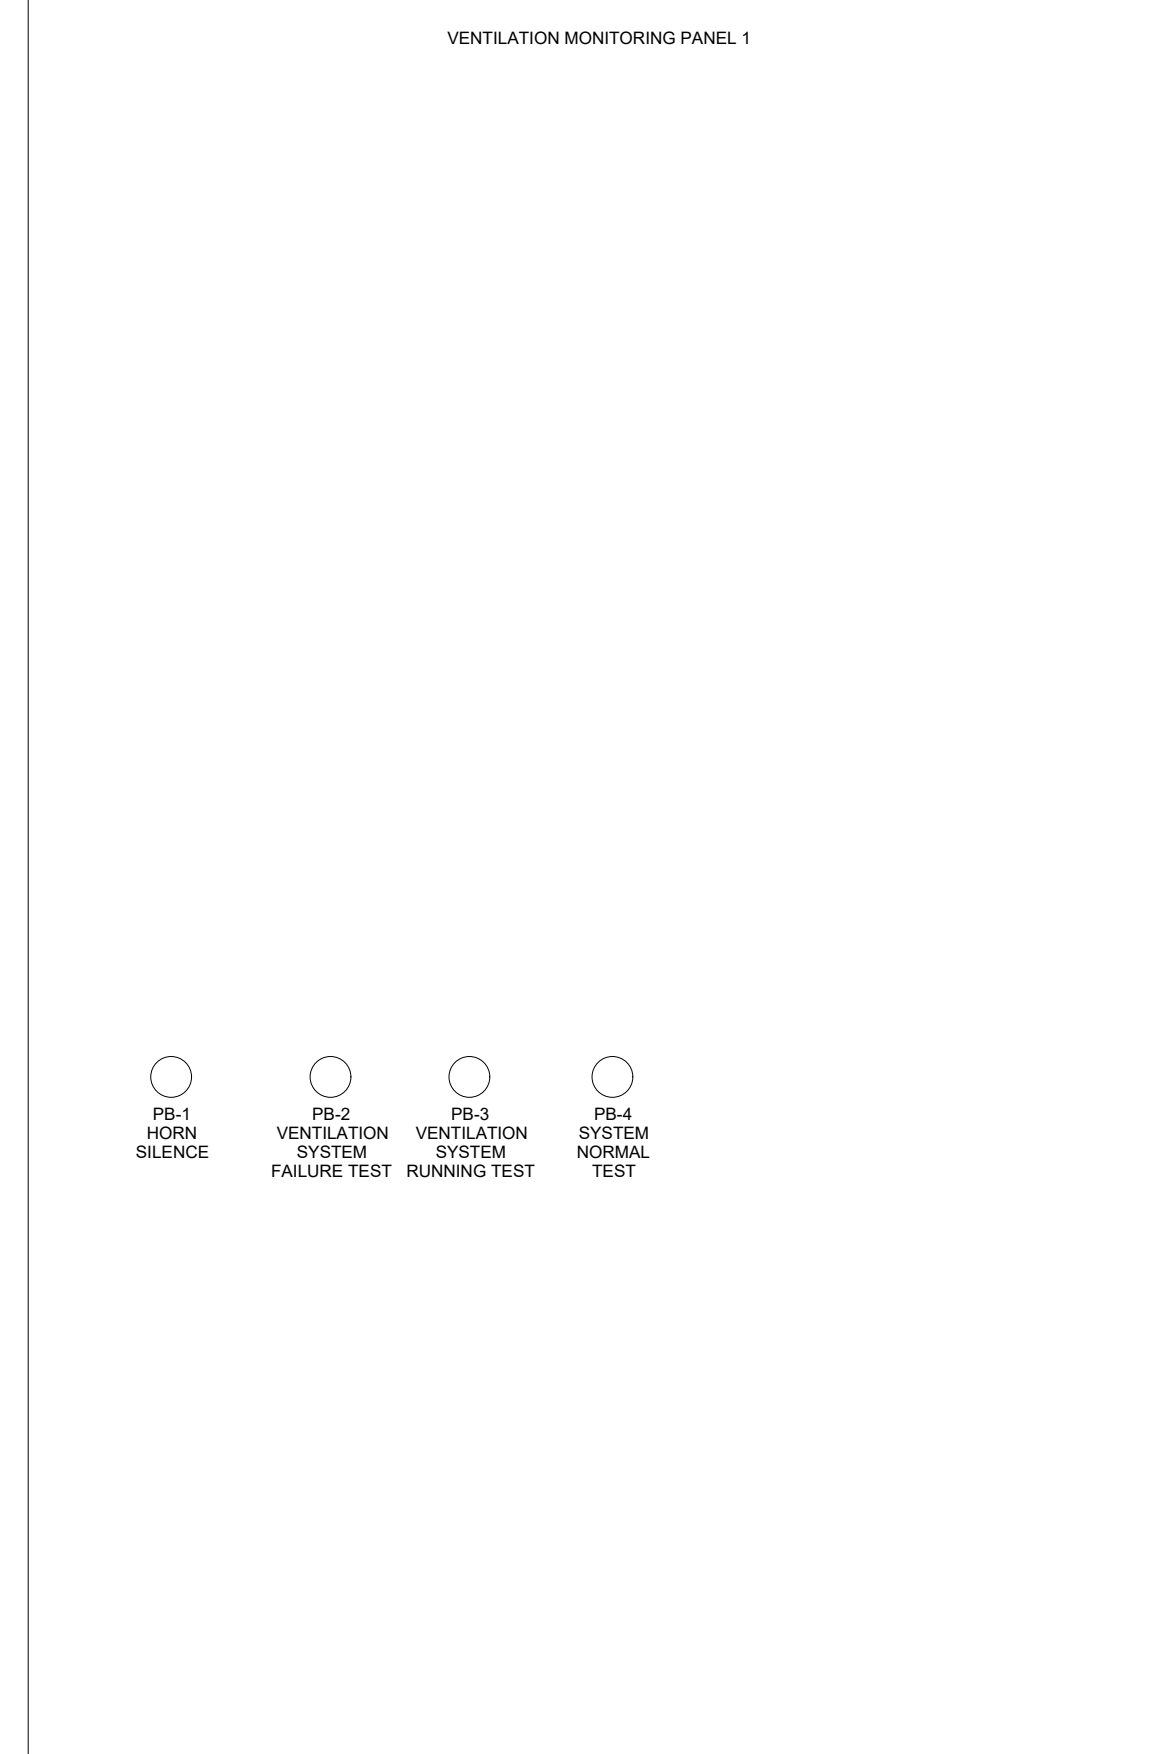 VENTILATION MONITORING PANEL 1
PB-1
HORN
SILENCE
PB-2
VENTILATION
SYSTEM
FAILURE TEST
PB-3
VENTILATION
SYSTEM
RUNNING TEST
PB-4
SYSTEM
NORMAL
TEST